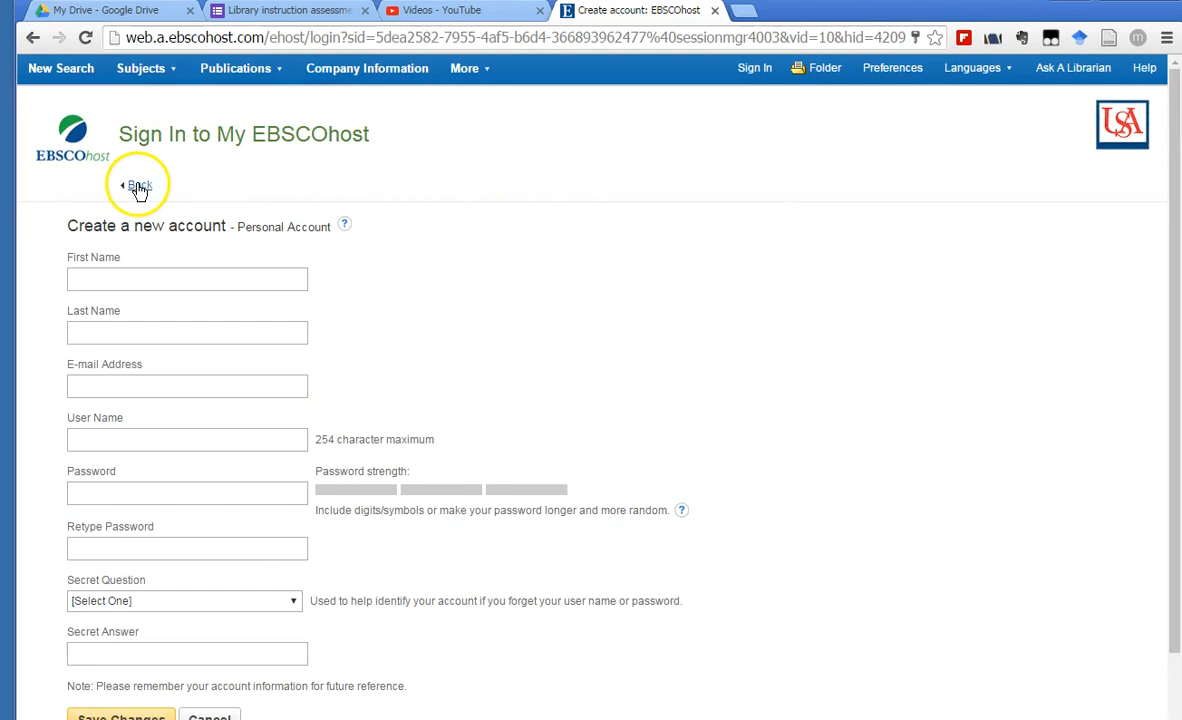 My Drive - Google Drive
Library instruction assessme
Videos - YouTube
Create account: EBSCOhost
web.a.ebscohost.com/ehost/login?sid=5dea2582-7955-4af5-b6d4-366893962477%40sessionmgr4003&vid=10&hid=4209
New Search Subjects Publications Company Information More Sign In Folder Preferences Languages Ask A Librarian Help
EBSCOhost
Sign In to My EBSCOhost
USA
Back
Create a new account - Personal Account ?
First Name
Last Name
E-mail Address
User Name
254 character maximum
Password
Password strength:
Include digits/symbols or make your password longer and more random. ?
Retype Password
Secret Question
[Select One]
Used to help identify your account if you forget your user name or password.
Secret Answer
Note: Please remember your account information for future reference.
Save Changes Cancel